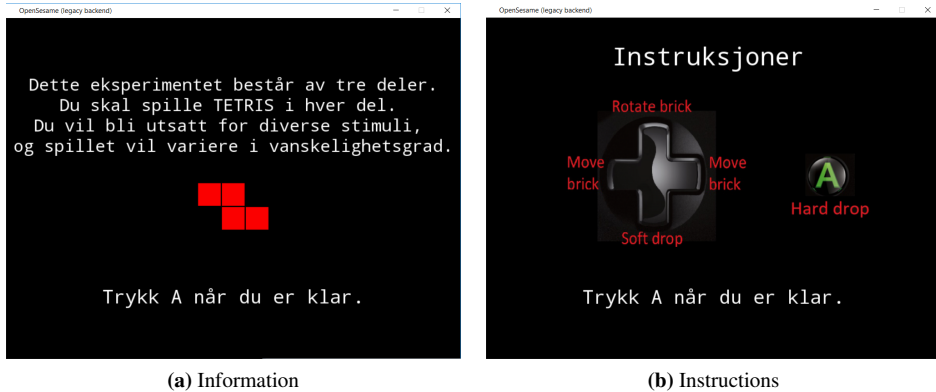 OpenSesame (legacy backend)
Dette eksperimentet består av tre deler.
Du skal spille TETRIS i hver del.
Du vil bli utsatt for diverse stimuli,
og spillet vil variere i vanskelighetsgrad.
Trykk A når du er klar.
(a) Information
OpenSesame (legacy backend)
Instruksjoner
Rotate brick
Move
brick
Move
brick
Soft drop
A
Hard drop
Trykk A når du er klar.
(b) Instructions